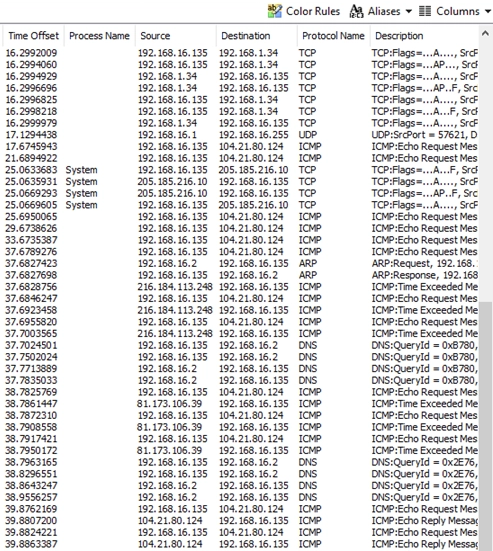 Color Rules Aliases Columns
Time Offset Process Name Source Destination Protocol Name Description
16.2992009 192.168.16.135 192.168.1.34 TCP TCP:Flags=...A...., SrcF
16.2994060 192.168.16.135 192.168.1.34 TCP TCP:Flags=...AP..., SrcF
16.2994929 192.168.1.34 192.168.16.135 TCP TCP:Flags=...A...., SrcF
16.2996696 192.168.1.34 192.168.16.135 TCP TCP:Flags=...AP..F, SrcF
16.2996825 192.168.16.135 192.168.1.34 TCP TCP:Flags=...A...., SrcF
16.2998218 192.168.16.135 192.168.1.34 TCP TCP:Flags=...A...F, SrcF
16.2999979 192.168.1.34 192.168.16.135 TCP TCP:Flags=...A...., SrcF
17.1294438 192.168.16.1 192.168.16.255 UDP UDP:SrcPort = 57621, D
17.6745943 192.168.16.135 104.21.80.124 ICMP ICMP:Echo Request Mes
21.6894922 192.168.16.135 104.21.80.124 ICMP ICMP:Echo Request Mes
25.0633683 System 192.168.16.135 205.185.216.10 TCP TCP:Flags=...A...F, SrcF
25.0635931 System 205.185.216.10 192.168.16.135 TCP TCP:Flags=...A...., SrcF
25.0669293 System 205.185.216.10 192.168.16.135 TCP TCP:Flags=...AP..F, SrcF
25.0669605 System 192.168.16.135 205.185.216.10 TCP TCP:Flags=...A...., SrcF
25.6950065 192.168.16.135 104.21.80.124 ICMP ICMP:Echo Request Mes
29.6738626 192.168.16.135 104.21.80.124 ICMP ICMP:Echo Request Mes
33.6735387 192.168.16.135 104.21.80.124 ICMP ICMP:Echo Request Mes
37.6789276 192.168.16.135 104.21.80.124 ICMP ICMP:Echo Request Mes
37.6827423 192.168.16.2 192.168.16.135 ARP ARP:Request, 192.168.
37.6827698 192.168.16.135 192.168.16.2 ARP ARP:Response, 192.168
37.6828756 216.184.113.248 192.168.16.135 ICMP ICMP:Time Exceeded Me
37.6846247 192.168.16.135 104.21.80.124 ICMP ICMP:Echo Request Mes
37.6923458 216.184.113.248 192.168.16.135 ICMP ICMP:Time Exceeded Me
37.6955820 192.168.16.135 104.21.80.124 ICMP ICMP:Echo Request Mes
37.7003565 216.184.113.248 192.168.16.135 ICMP ICMP:Time Exceeded Me
37.7024501 192.168.16.135 192.168.16.2 DNS DNS:QueryId = 0xB780,
37.7502024 192.168.16.135 192.168.16.2 DNS DNS:QueryId = 0xB780,
37.7713889 192.168.16.2 192.168.16.135 DNS DNS:QueryId = 0xB780,
37.7835033 192.168.16.2 192.168.16.135 DNS DNS:QueryId = 0xB780,
38.7825769 192.168.16.135 104.21.80.124 ICMP ICMP:Echo Request Mes
38.7861447 81.173.106.39 192.168.16.135 ICMP ICMP:Time Exceeded Me
38.7872310 192.168.16.135 104.21.80.124 ICMP ICMP:Echo Request Mes
38.7908558 81.173.106.39 192.168.16.135 ICMP ICMP:Time Exceeded Me
38.7917421 192.168.16.135 104.21.80.124 ICMP ICMP:Echo Request Mes
38.7950172 81.173.106.39 192.168.16.135 ICMP ICMP:Time Exceeded Me
38.7963165 192.168.16.135 192.168.16.2 DNS DNS:QueryId = 0x2E76,
38.8296551 192.168.16.135 192.168.16.2 DNS DNS:QueryId = 0x2E76,
38.8643247 192.168.16.2 192.168.16.135 DNS DNS:QueryId = 0x2E76,
38.9556257 192.168.16.2 192.168.16.135 DNS DNS:QueryId = 0x2E76,
39.8762169 192.168.16.135 104.21.80.124 ICMP ICMP:Echo Request Mes
39.8807200 104.21.80.124 192.168.16.135 ICMP ICMP:Echo Reply Messag
39.8824221 192.168.16.135 104.21.80.124 ICMP ICMP:Echo Request Mes
39.8863387 104.21.80.124 192.168.16.135 ICMP ICMP:Echo Reply Messag